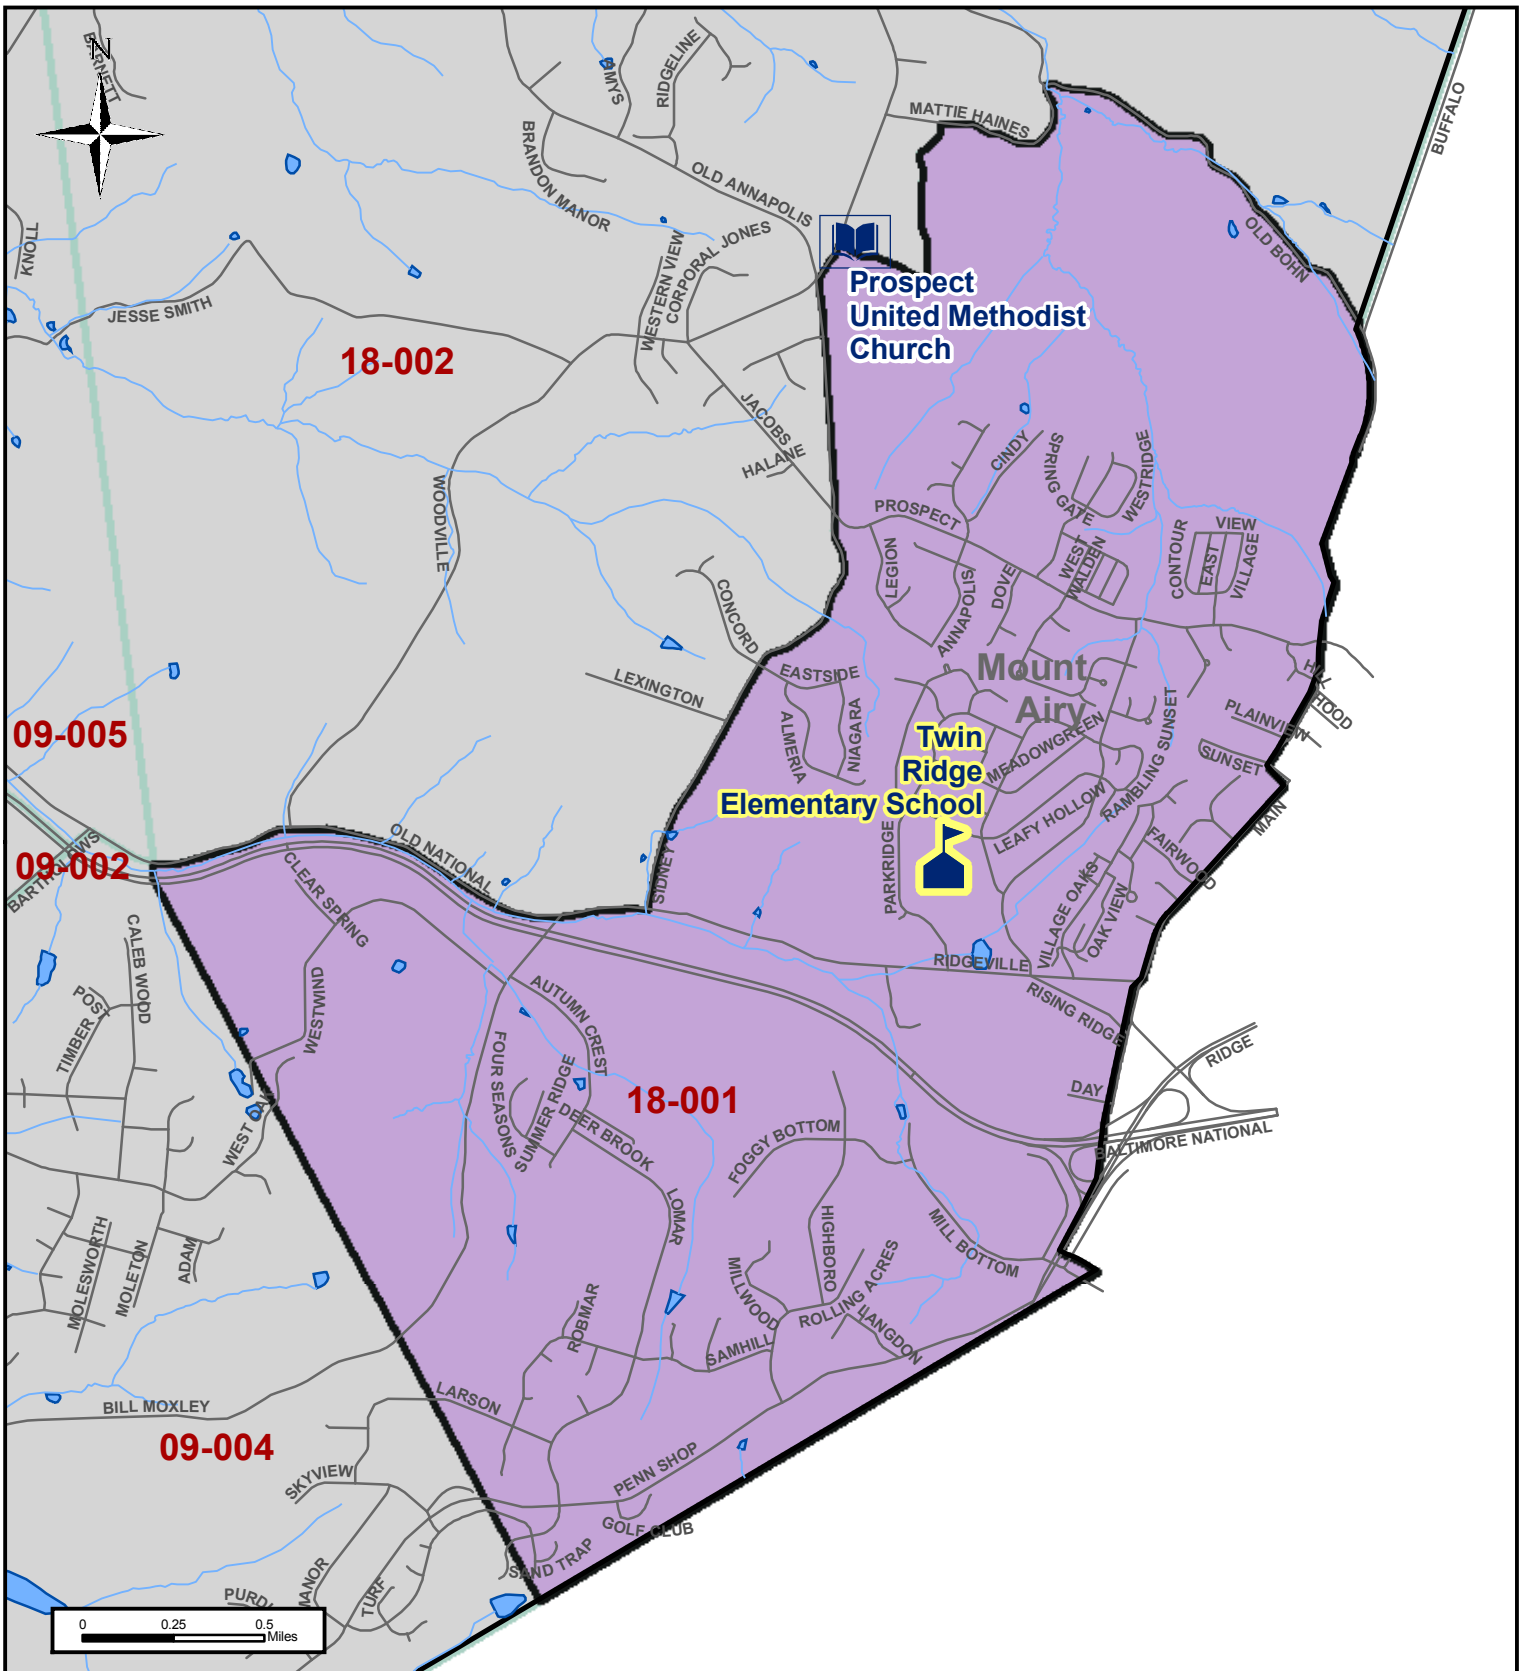 N
BARNETT
AMYS
RIDGELINE
MATTIE HAINES
BUFFALO
BRANDON MANOR
OLD ANNAPOLIS
KNOLL
WESTERN VIEW
CORPORAL JONES
OLD BOHN
JESSE SMITH
Prospect
United Methodist
Church
18-002
JACOBS
HALANE
CINDY
SPRING GATE
WESTRIDGE
WOODVILLE
PROSPECT
LEGION
ANNAPOLIS
DOVE
WEST
WALDEN
CONTOUR
VIEW
EAST
VILLAGE
CONCORD
LEXINGTON
EASTSIDE
ALMERIA
NIAGARA
Mount
Airy
HILL
HOOD
PLAINVIEW
SUNSET
MAIN
09-005
Twin
Ridge
Elementary School
MEADOWGREEN
RAMBLING SUNSET
LEAFY HOLLOW
FAIRWOOD
PARKRIDGE
VILLAGE OAKS
OAK VIEW
OLD NATIONAL
SIDNEY
09-002
BARTHOLOWS
CLEAR SPRING
CALEB WOOD
WESTWIND
RIDGEVILLE
RISING RIDGE
RIDGE
TIMBER
POST
AUTUMN CREST
FOUR SEASONS
SUMMER RIDGE
18-001
DAY
BALTIMORE NATIONAL
WEST OAK
DEER BROOK
FOGGY BOTTOM
LOMAR
HIGHBORO
MILL BOTTOM
MOLESWORTH
MOLETON
ADAM
MILLWOOD
ROLLING ACRES
LANGDON
ROBMAR
SAMHILL
BILL MOXLEY
LARSON
09-004
SKYVIEW
PENN SHOP
GOLF CLUB
SAND TRAP
MANOR
TURF
0 0.25 0.5
Miles